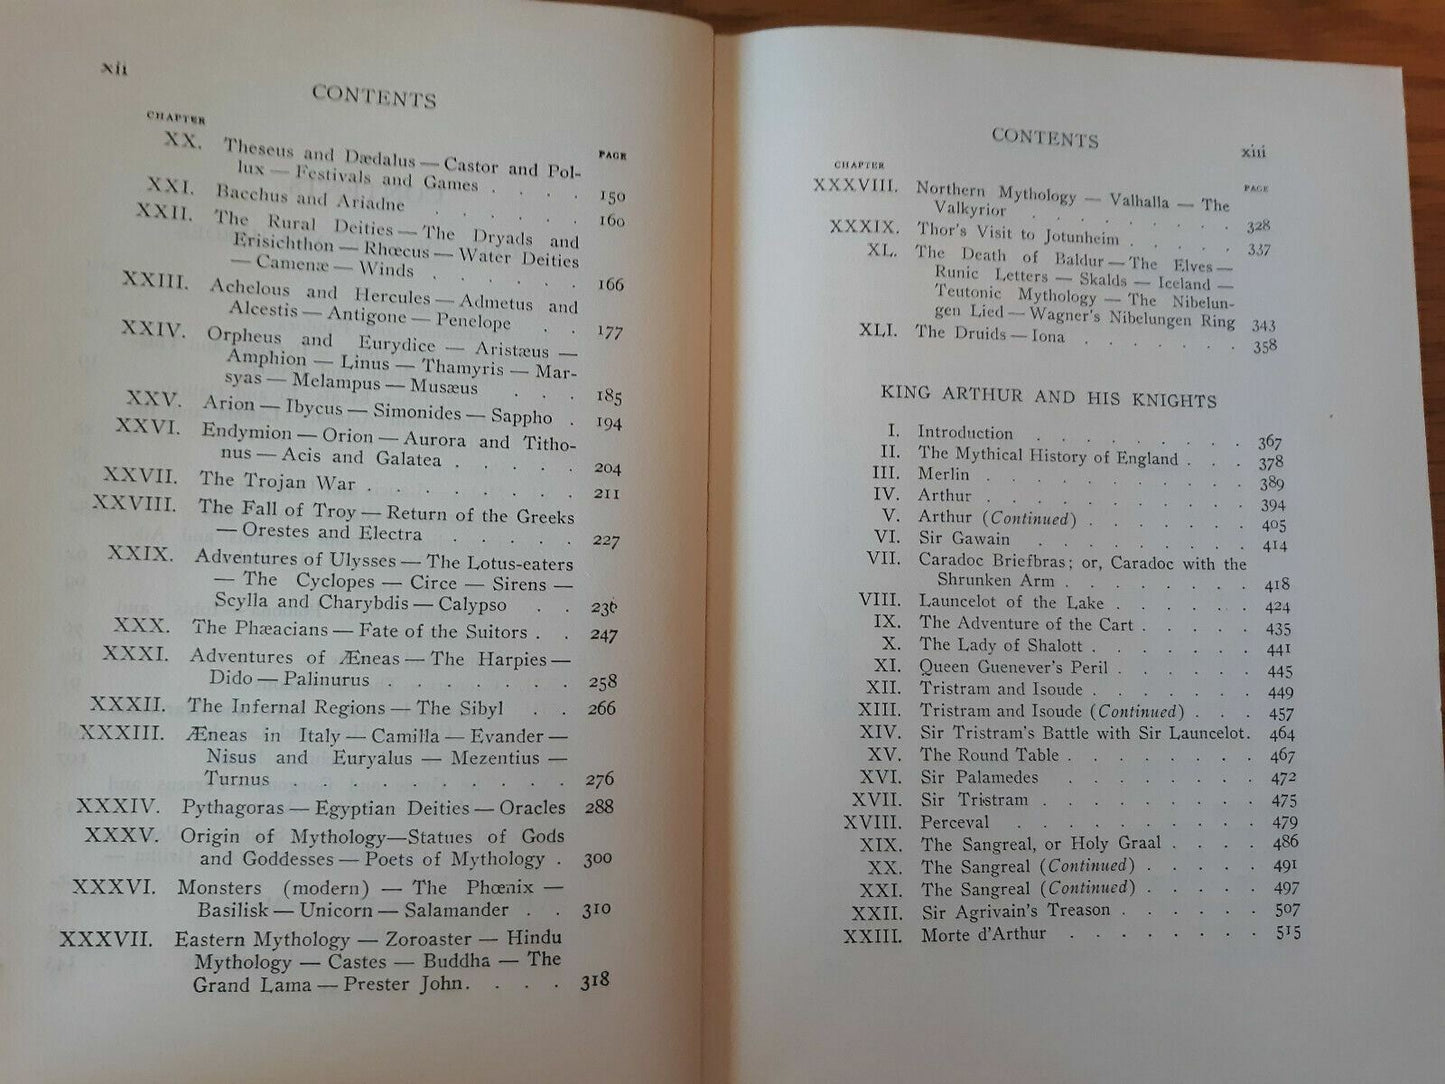 xii
CONTENTS
CHAPTER PAGE
XX. Theseus and Dædalus — Castor and Pol-
lux — Festivals and Games . . . . 150
XXI. Bacchus and Ariadne . . . . . . 160
XXII. The Rural Deities — The Dryads and
Erisichthon — Rhœcus — Water Deities
— Camenæ — Winds . . . . . 166
XXIII. Achelous and Hercules — Admetus and
Alcestis — Antigone — Penelope . . 177
XXIV. Orpheus and Eurydice — Aristæus —
Amphion — Linus — Thamyris — Mar-
syas — Melampus — Musæus . . . 185
XXV. Arion — Ibycus — Simonides — Sappho . 194
XXVI. Endymion — Orion — Aurora and Titho-
nus — Acis and Galatea . . . . . 204
XXVII. The Trojan War . . . . . . . 211
XXVIII. The Fall of Troy — Return of the Greeks
— Orestes and Electra . . . . . 227
XXIX. Adventures of Ulysses — The Lotus-eaters
— The Cyclopes — Circe — Sirens —
Scylla and Charybdis — Calypso . . 236
XXX. The Phæacians — Fate of the Suitors . . 247
XXXI. Adventures of Æneas — The Harpies —
Dido — Palinurus . . . . . . 258
XXXII. The Infernal Regions — The Sibyl . . 266
XXXIII. Æneas in Italy — Camilla — Evander —
Nisus and Euryalus — Mezentius —
Turnus . . . . . . . . 276
XXXIV. Pythagoras — Egyptian Deities — Oracles 288
XXXV. Origin of Mythology—Statues of Gods
and Goddesses — Poets of Mythology . 300
XXXVI. Monsters (modern) — The Phœnix —
Basilisk — Unicorn — Salamander . . 310
XXXVII. Eastern Mythology — Zoroaster — Hindu
Mythology — Castes — Buddha — The
Grand Lama — Prester John. . . . 318
CONTENTS xiii
CHAPTER PAGE
XXXVIII. Northern Mythology — Valhalla — The
Valkyrior . . . . . . . 328
XXXIX. Thor's Visit to Jotunheim . . . . . 337
XL. The Death of Baldur — The Elves —
Runic Letters — Skalds — Iceland —
Teutonic Mythology — The Nibelun-
gen Lied — Wagner's Nibelungen Ring 343
XLI. The Druids — Iona . . . . . . . 358
KING ARTHUR AND HIS KNIGHTS
I. Introduction . . . . . . . . . 367
II. The Mythical History of England . . . 378
III. Merlin . . . . . . . . . 389
IV. Arthur . . . . . . . . . 394
V. Arthur (Continued) . . . . . . . 405
VI. Sir Gawain . . . . . . . . 414
VII. Caradoc Briefbras; or, Caradoc with the
Shrunken Arm . . . . . . . 418
VIII. Launcelot of the Lake . . . . . . 424
IX. The Adventure of the Cart . . . . . 435
X. The Lady of Shalott . . . . . . 441
XI. Queen Guenever's Peril . . . . . 445
XII. Tristram and Isoude . . . . . . 449
XIII. Tristram and Isoude (Continued) . . . 457
XIV. Sir Tristram's Battle with Sir Launcelot. 464
XV. The Round Table . . . . . . . 467
XVI. Sir Palamedes . . . . . . . 472
XVII. Sir Tristram . . . . . . . . 475
XVIII. Perceval . . . . . . . . . 479
XIX. The Sangreal, or Holy Graal . . . . 486
XX. The Sangreal (Continued) . . . . . 491
XXI. The Sangreal (Continued) . . . . . 497
XXII. Sir Agrivain's Treason . . . . . . 507
XXIII. Morte d'Arthur . . . . . . . 515